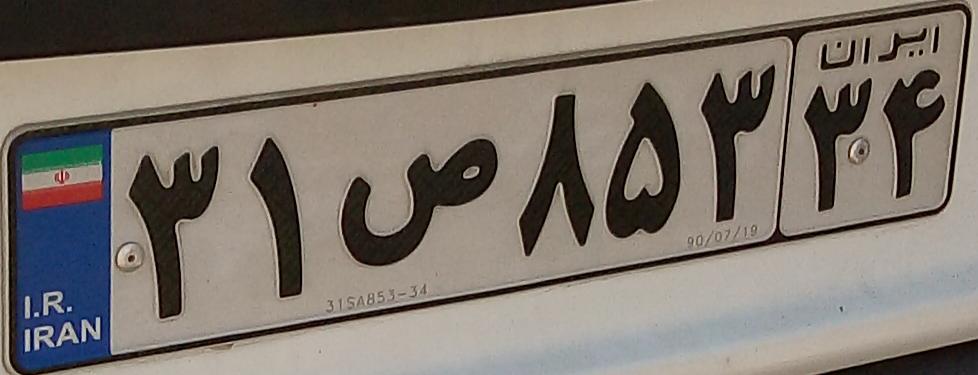 I.R.
IRAN
۳۱ ص ۸۵۳
ایران
۳۴
31SA853-34
90/07/19